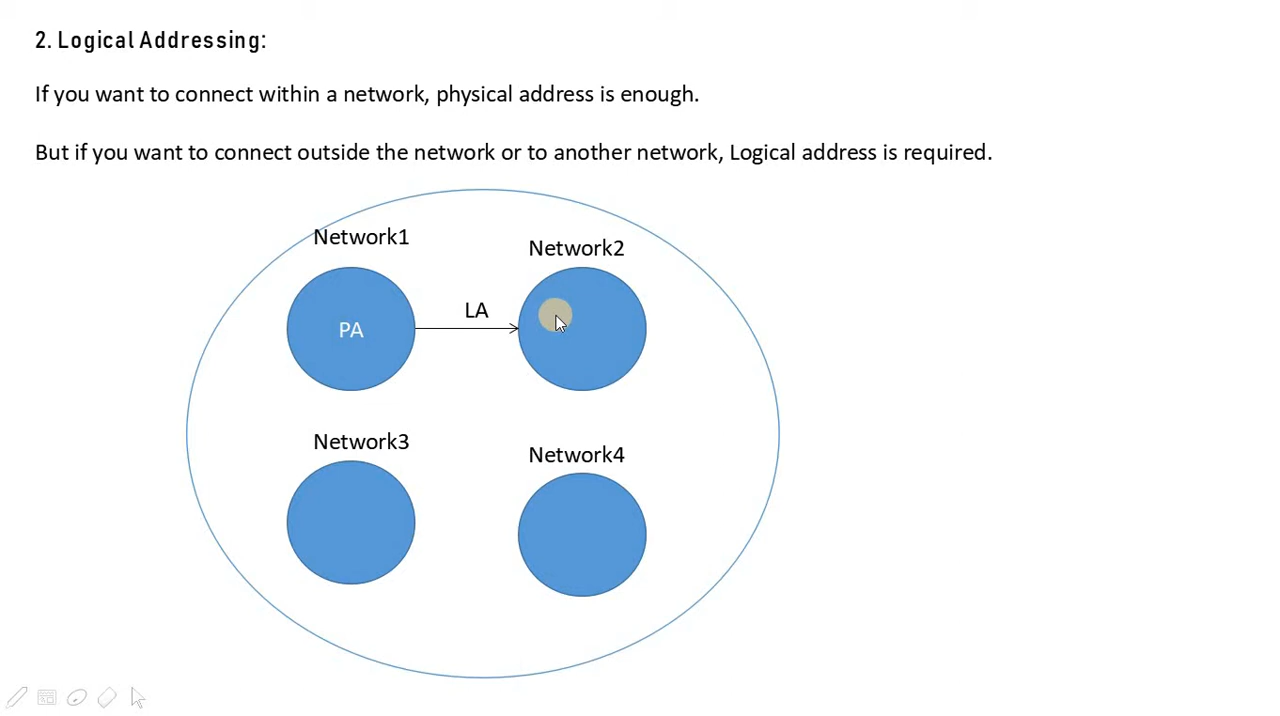 2. Logical Addressing:
If you want to connect within a network, physical address is enough.
But if you want to connect outside the network or to another network, Logical address is required.
Network1
Network2
LA
PA
Network3
Network4